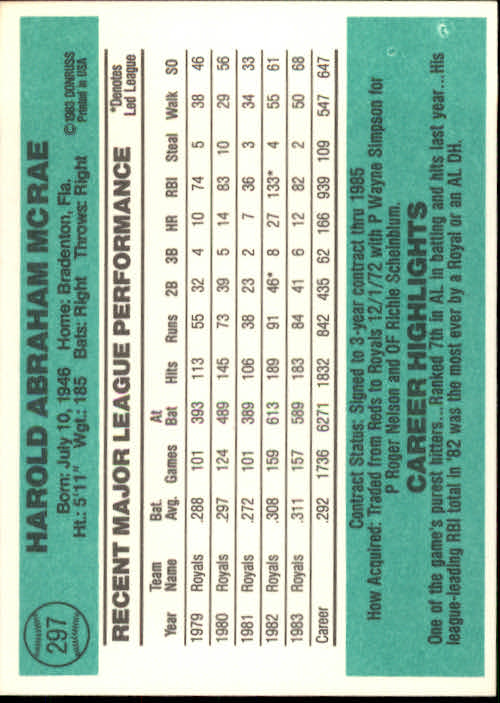 297
HAROLD ABRAHAM MC RAE
Born: July 10, 1946 Home: Bradenton, Fla.
Ht.: 5'11" Wgt.: 185 Bats: Right Throws: Right
© 1983 DONRUSS
Printed in USA
RECENT MAJOR LEAGUE PERFORMANCE
*Denotes
Led League
Year Team Name Bat. Avg. Games At Bat Hits Runs 2B 3B HR RBI Steal Walk SO
1979 Royals .288 101 393 113 55 32 4 10 74 5 38 46
1980 Royals .297 124 489 145 73 39 5 14 83 10 29 56
1981 Royals .272 101 389 106 38 23 2 7 36 3 34 33
1982 Royals .308 159 613 189 91 46* 8 27 133* 4 55 61
1983 Royals .311 157 589 183 84 41 6 12 82 2 50 68
Career .292 1736 6271 1832 842 436 62 166 939 109 547 647
Contract Status: Signed to 3-year contract thru 1985
How Acquired: Traded from Reds to Royals 12/1/72 with P Wayne Simpson for
P Roger Nelson and OF Richie Scheinblum.
CAREER HIGHLIGHTS
One of the game's purest hitters...Ranked 7th in AL in batting and hits last year...His
league-leading RBI total in '82 was the most ever by a Royal or an AL DH.